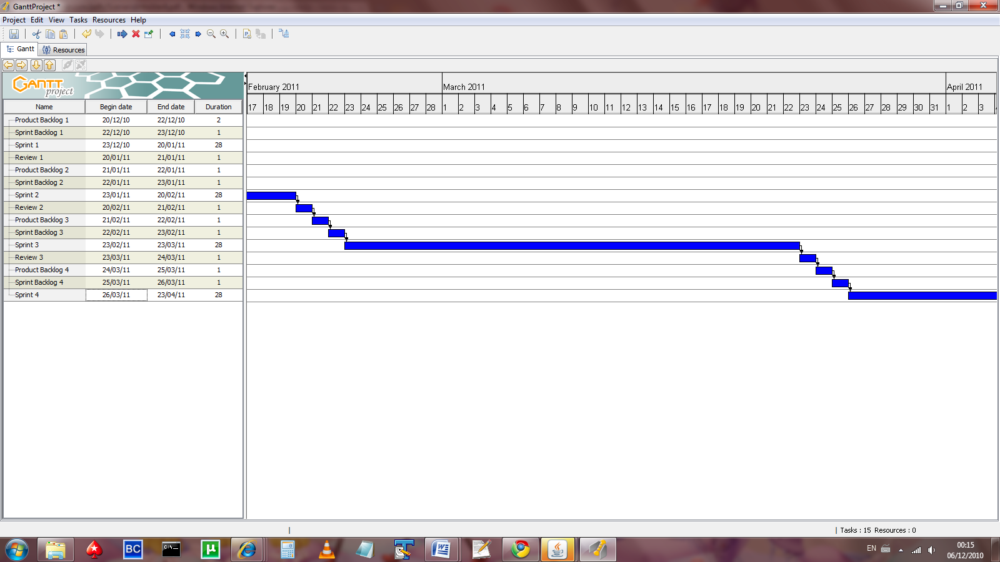 GanttProject *
Project Edit View Tasks Resources Help
Gantt Resources
GANTT project
February 2011 March 2011 April 2011
Name Begin date End date Duration
17 18 19 20 21 22 23 24 25 26 27 28 1 2 3 4 5 6 7 8 9 10 11 12 13 14 15 16 17 18 19 20 21 22 23 24 25 26 27 28 29 30 31 1 2 3
Product Backlog 1 20/12/10 22/12/10 2
Sprint Backlog 1 22/12/10 23/12/10 1
Sprint 1 23/12/10 20/01/11 28
Review 1 20/01/11 21/01/11 1
Product Backlog 2 21/01/11 22/01/11 1
Sprint Backlog 2 22/01/11 23/01/11 1
Sprint 2 23/01/11 20/02/11 28
Review 2 20/02/11 21/02/11 1
Product Backlog 3 21/02/11 22/02/11 1
Sprint Backlog 3 22/02/11 23/02/11 1
Sprint 3 23/02/11 23/03/11 28
Review 3 23/03/11 24/03/11 1
Product Backlog 4 24/03/11 25/03/11 1
Sprint Backlog 4 25/03/11 26/03/11 1
Sprint 4 26/03/11 23/04/11 28
Tasks : 15 Resources : 0
BC
C:\_
µ
EN
00:15
06/12/2010